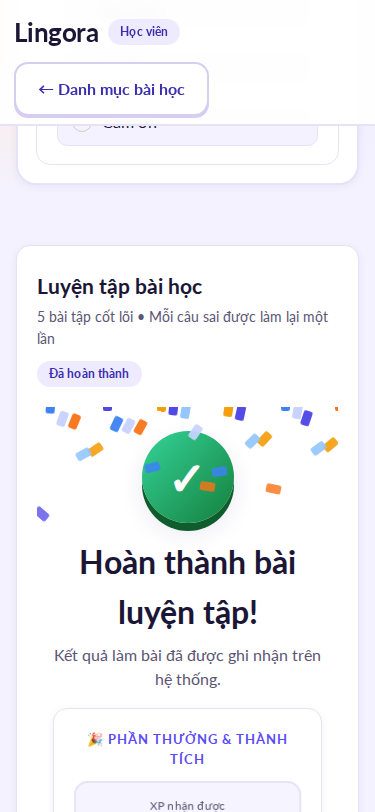 Lingora Học viên
← Danh mục bài học
Luyện tập bài học
5 bài tập cốt lõi • Mỗi câu sai được làm lại một
lần
Đã hoàn thành
Hoàn thành bài
luyện tập!
Kết quả làm bài đã được ghi nhận trên
hệ thống.
🎉 PHẦN THƯỞNG & THÀNH
TÍCH
XP nhận được